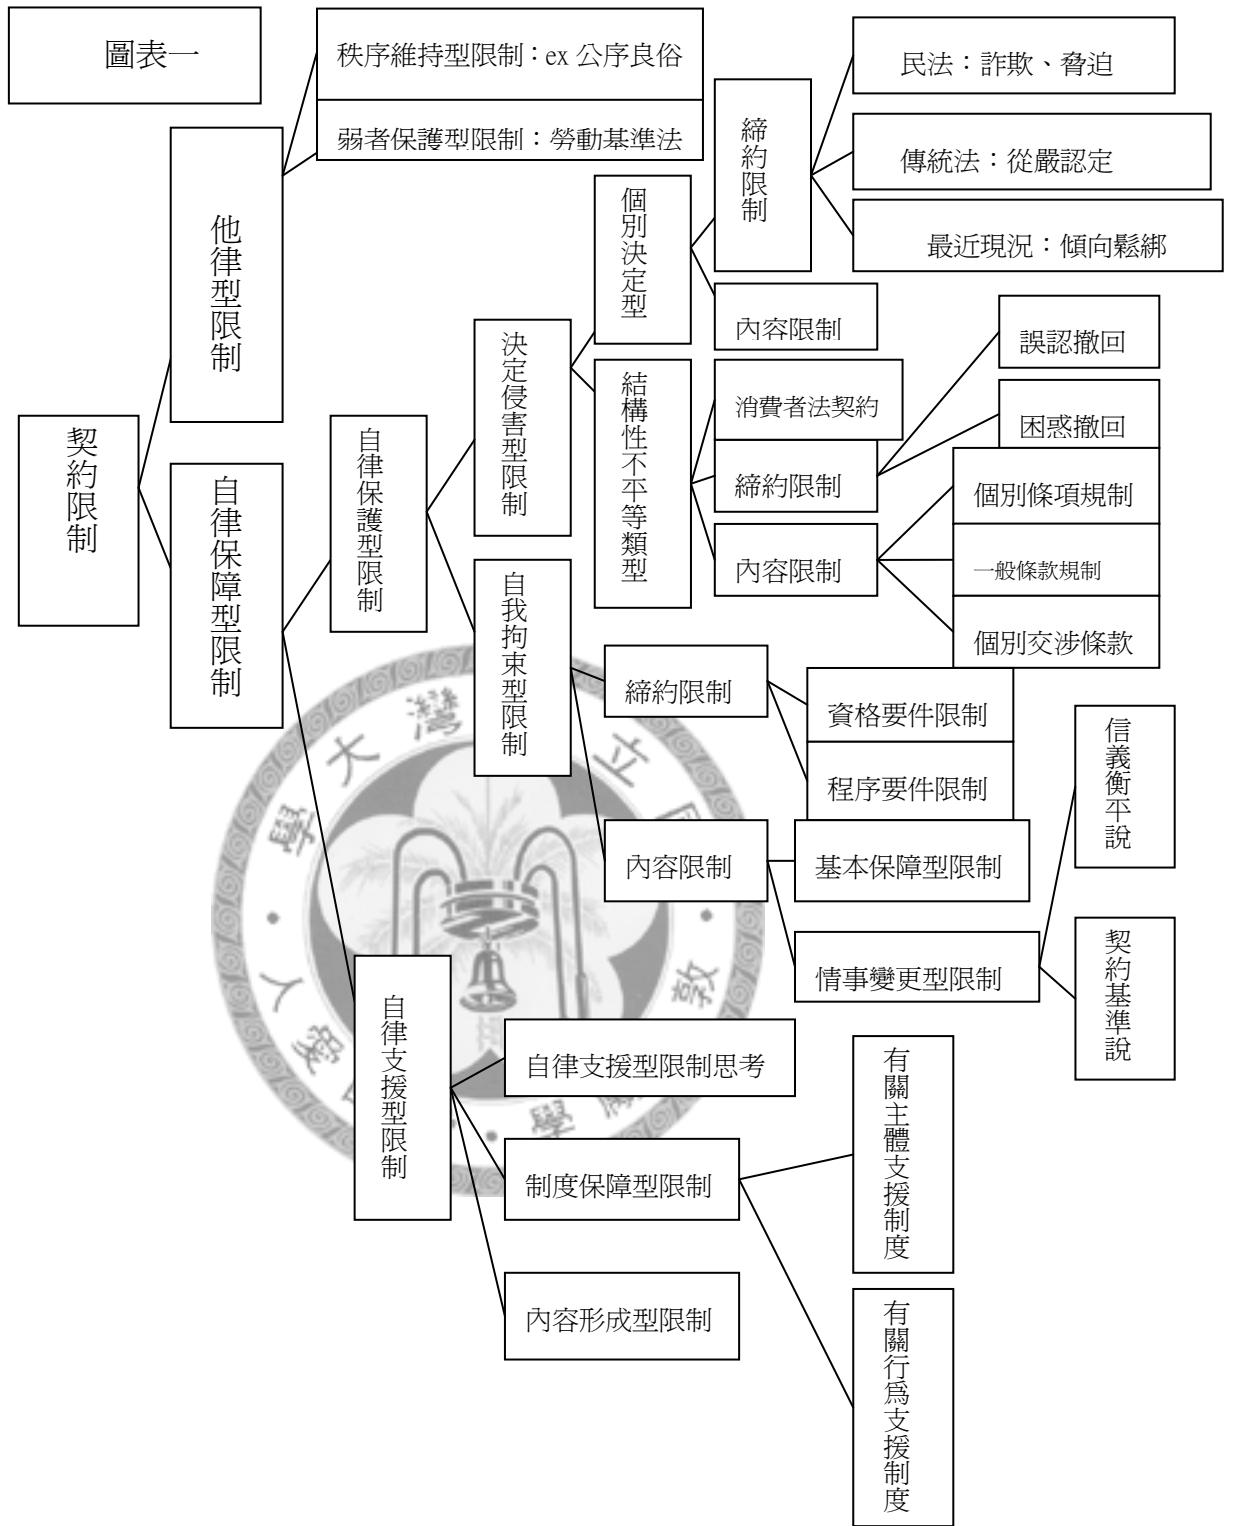 圖表一
契約限制
他律型限制
秩序維持型限制：ex 公序良俗
弱者保護型限制：勞動基準法
自律保障型限制
自律保護型限制
決定侵害型限制
個別決定型
締約限制
民法：詐欺、脅迫
傳統法：從嚴認定
最近現況：傾向鬆綁
內容限制
結構性不平等類型
消費者法契約
締約限制
誤認撤回
困惑撤回
內容限制
個別條項規制
一般條款規制
個別交涉條款
自我拘束型限制
締約限制
資格要件限制
程序要件限制
內容限制
基本保障型限制
情事變更型限制
信義衡平說
契約基準說
自律支援型限制
自律支援型限制思考
制度保障型限制
有關主體支援制度
有關行為支援制度
內容形成型限制